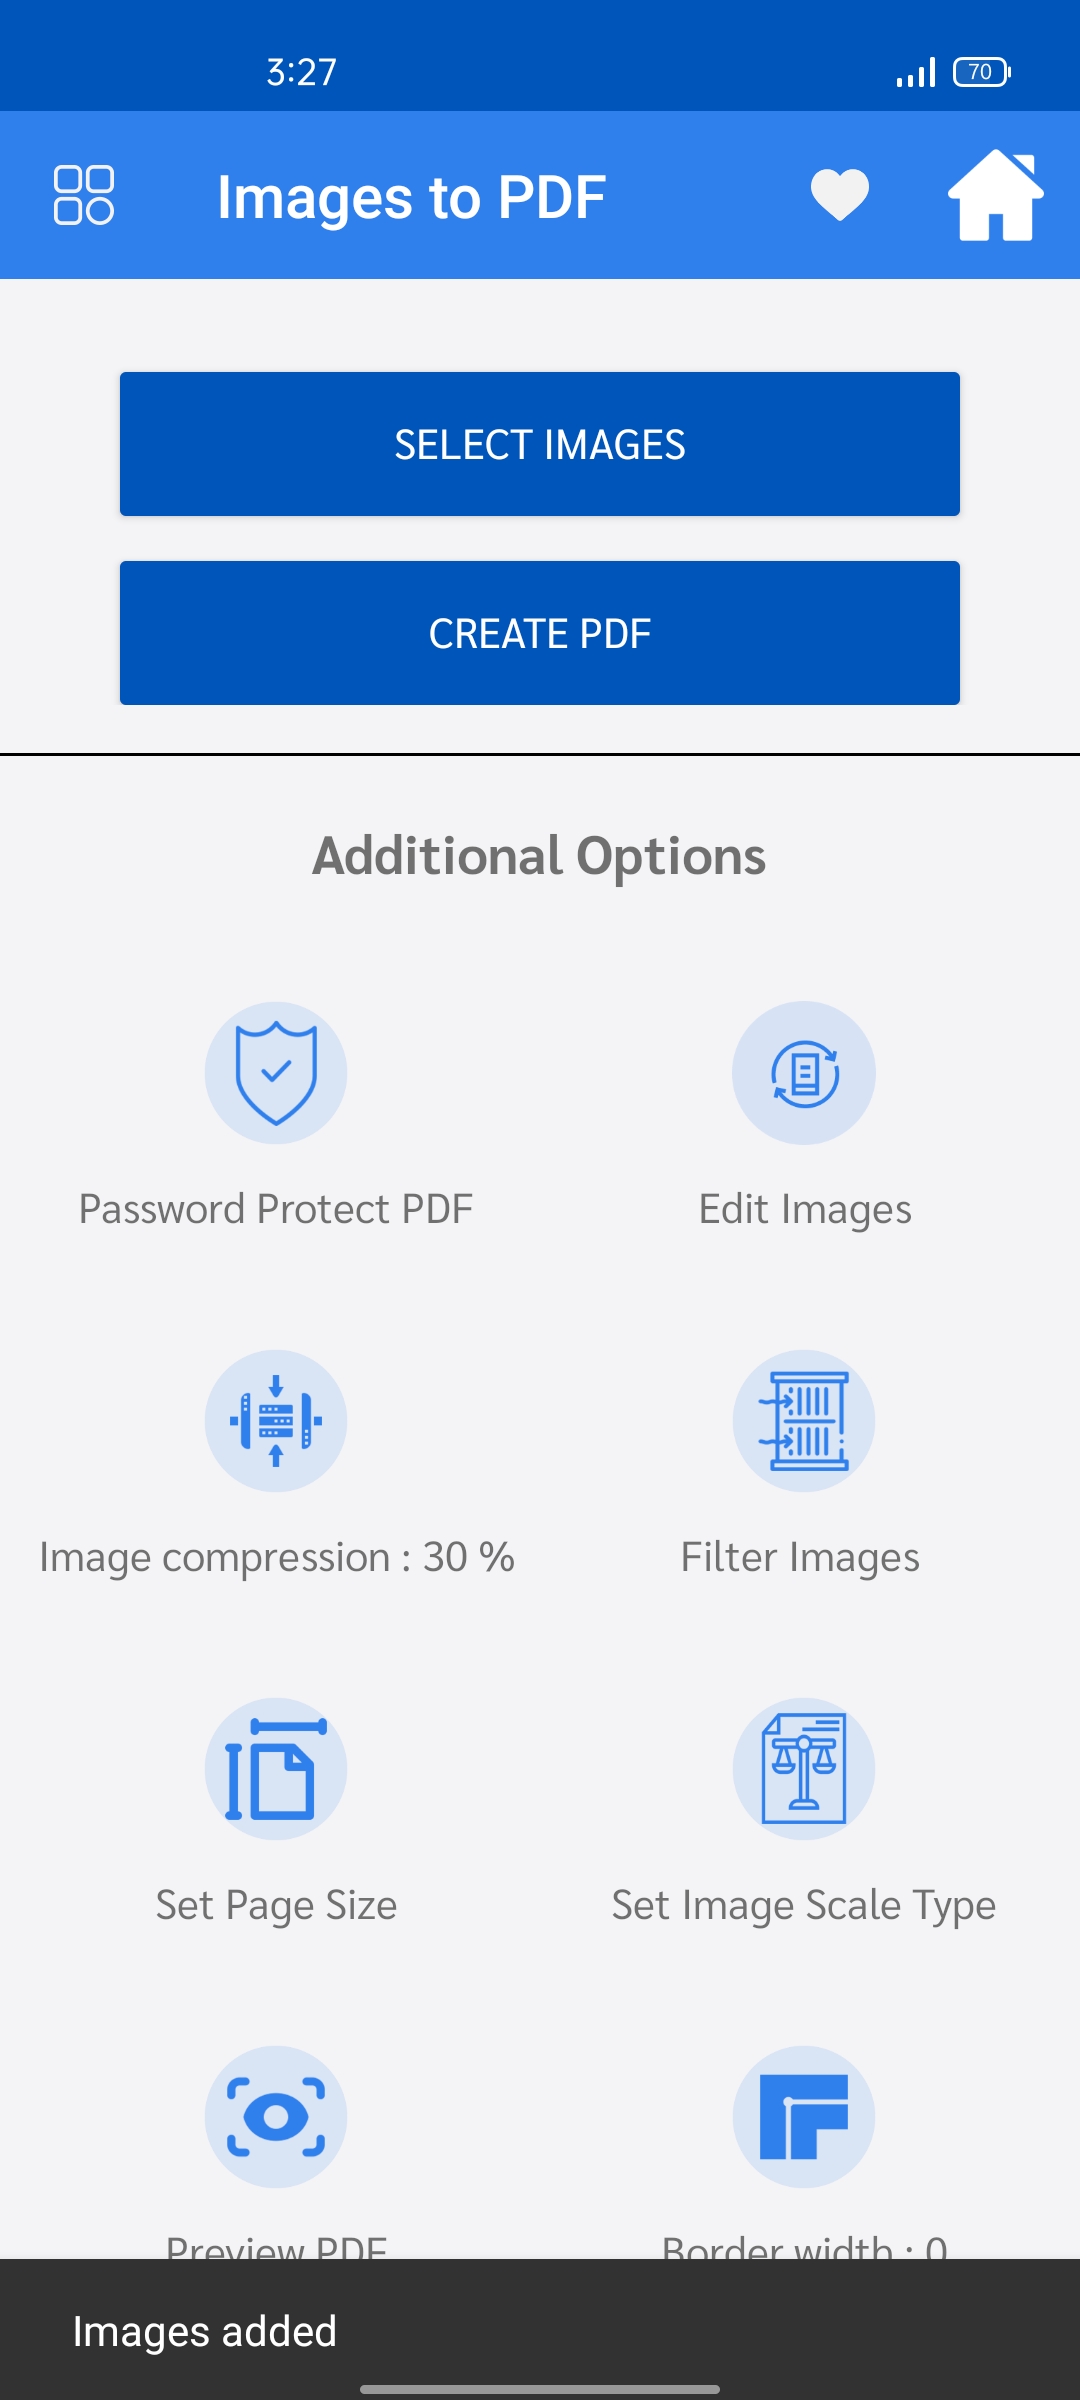 3:27
70
Images to PDF
SELECT IMAGES
CREATE PDF
Additional Options
Password Protect PDF
Edit Images
Image compression : 30 %
Filter Images
Set Page Size
Set Image Scale Type
Preview PDF
Border width : 0
Images added